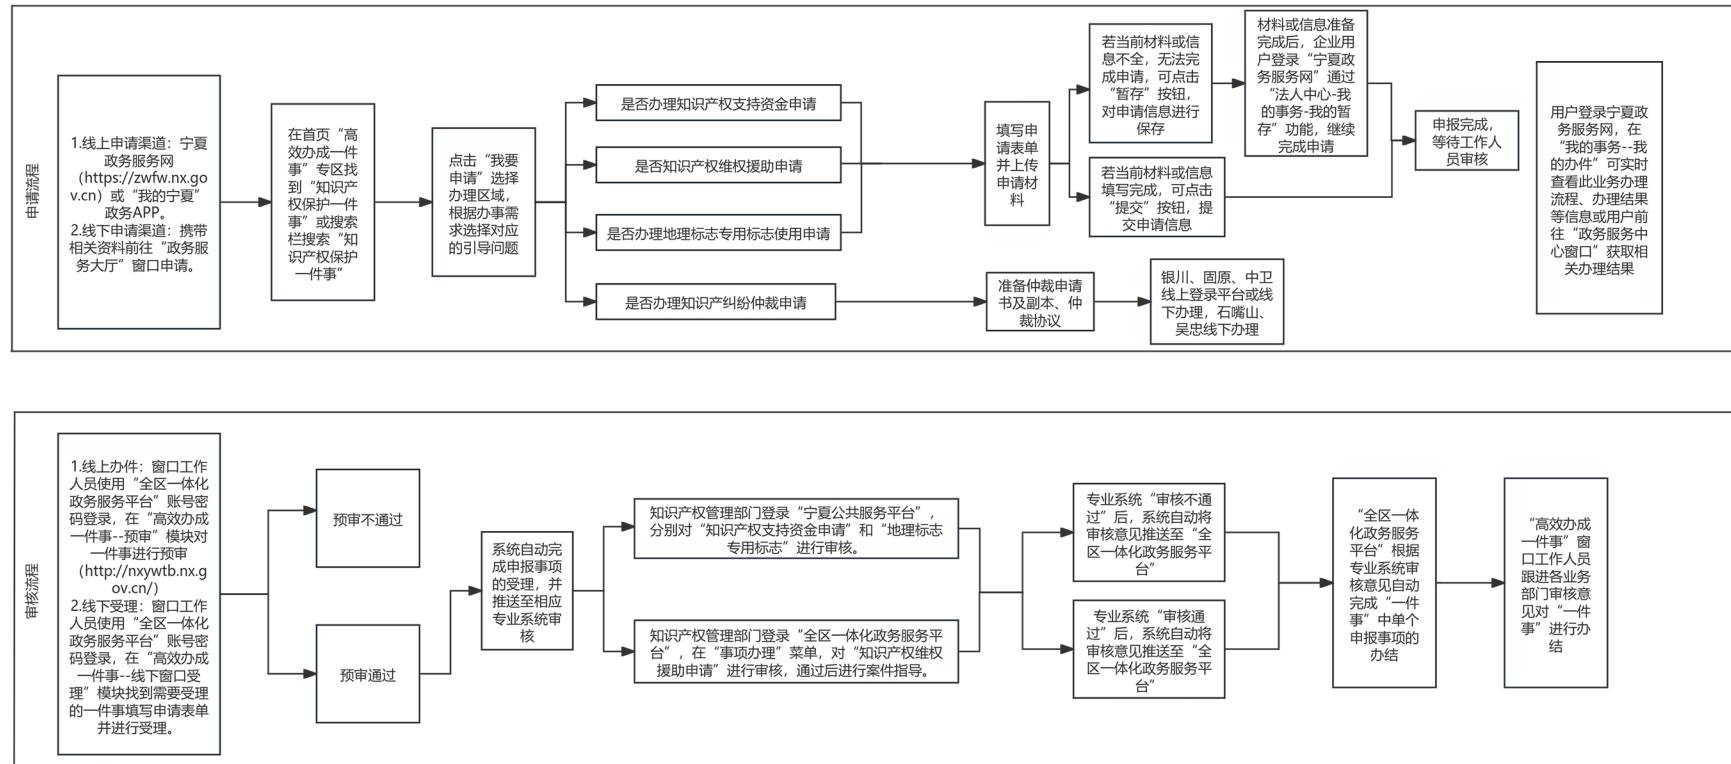 申请流程
1.线上申请渠道：宁夏
政务服务网
（https://zwfw.nx.go
v.cn）或“我的宁夏”
政务APP。
2.线下申请渠道：携带
相关资料前往“政务服
务大厅”窗口申请。
在首页“高
效办成一件
事”专区找
到“知识产
权保护一件
事”或搜索
栏搜索“知
识产权保护
一件事”
点击“我要
申请”选择
办理区域，
根据办事需
求选择对应
的引导问题
是否办理知识产权支持资金申请
是否知识产权维权援助申请
是否办理地理标志专用标志使用申请
是否办理知识产纠纷仲裁申请
填写申
请表单
并上传
申请材
料
若当前材料或信
息不全，无法完
成申请，可点击
“暂存”按钮，
对申请信息进行
保存
材料或信息准备
完成后，企业用
户登录“宁夏政
务服务网”通过
“法人中心-我
的事务-我的暂
存”功能，继续
完成申请
若当前材料或信息
填写完成，可点击
“提交”按钮，提
交申请信息
申报完成，
等待工作人
员审核
准备仲裁申请
书及副本、仲
裁协议
银川、固原、中卫
线上登录平台或线
下办理，石嘴山、
吴忠线下办理
用户登录宁夏政
务服务网，在
“我的事务--我
的办件”可实时
查看此业务办理
流程、办理结果
等信息或用户前
往“政务服务中
心窗口”获取相
关办理结果
审核流程
1.线上办件：窗口工作
人员使用“全区一体化
政务服务平台”账号密
码登录，在“高效办成
一件事--预审”模块对
一件事进行预审
（http://nxywtb.nx.g
ov.cn/）
2.线下受理：窗口工作
人员使用“全区一体化
政务服务平台”账号密
码登录，在“高效办成
一件事--线下窗口受
理”模块找到需要受理
的一件事填写申请表单
并进行受理。
预审不通过
预审通过
系统自动完
成申报事项
的受理，并
推送至相应
专业系统审
核
知识产权管理部门登录“宁夏公共服务平台”，
分别对“知识产权支持资金申请”和“地理标志
专用标志”进行审核。
知识产权管理部门登录“全区一体化政务服务平
台”，在“事项办理”菜单，对“知识产权维权
援助申请”进行审核，通过后进行案件指导。
专业系统“审核不通
过”后，系统自动将
审核意见推送至“全
区一体化政务服务平
台”
专业系统“审核通
过”后，系统自动将
审核意见推送至“全
区一体化政务服务平
台”
“全区一体
化政务服务
平台”根据
专业系统审
核意见自动
完成“一件
事”中单个
申报事项的
办结
“高效办成
一件事”窗
口工作人员
跟进各业务
部门审核意
见对“一件
事”进行办
结